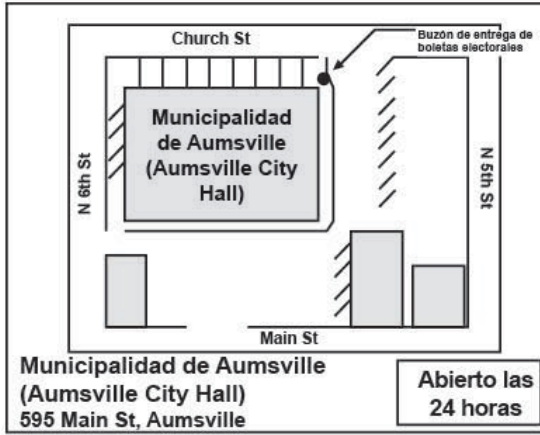 Church St
Buzón de entrega de
boletas electorales
Municipalidad
de Aumsville
(Aumsville City
Hall)
N 6th St
N 5th St
Main St
Municipalidad de Aumsville
(Aumsville City Hall)
595 Main St, Aumsville
Abierto las
24 horas